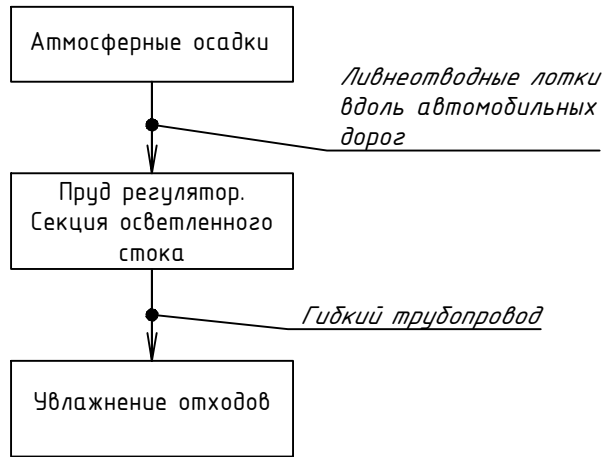 Атмосферные осадки
Ливнеотводные лотки
вдоль автомобильных
дорог
Пруд регулятор.
Секция осветленного
стока
Гибкий трубопровод
Увлажнение отходов